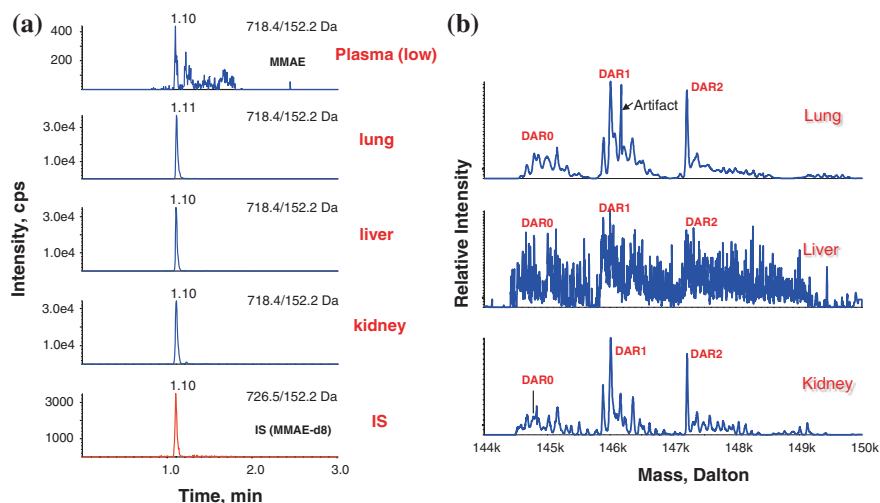 (a)
1.10
718.4/152.2 Da
400
200
MMAE
Plasma (low)
1.11
718.4/152.2 Da
3.0e4
1.0e4
lung
1.10
718.4/152.2 Da
3.0e4
1.0e4
liver
1.10
718.4/152.2 Da
3.0e4
1.0e4
kidney
1.10
726.5/152.2 Da
3000
1000
IS (MMAE-d8)
IS
1.0 2.0 3.0
Time, min
Intensity, cps
(b)
DAR1
DAR2
Artifact
DAR0
Lung
DAR0
DAR1
DAR2
Liver
DAR0
DAR1
DAR2
Kidney
144k 145k 146k 147k 148k 149k 150k
Mass, Dalton
Relative Intensity